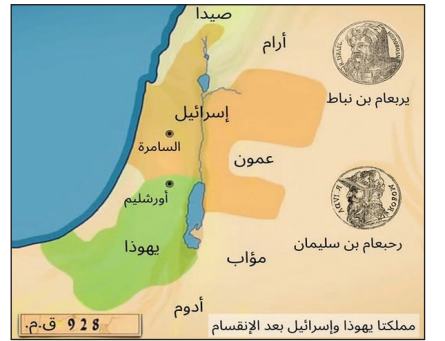 صيدا
أرام
يربعام بن نباط
إسرائيل
السامرة
عمون
أورشليم
يهوذا
رحبعام بن سليمان
مؤاب
أدوم
928 ق.م.
مملكتا يهوذا وإسرائيل بعد الإنقسام